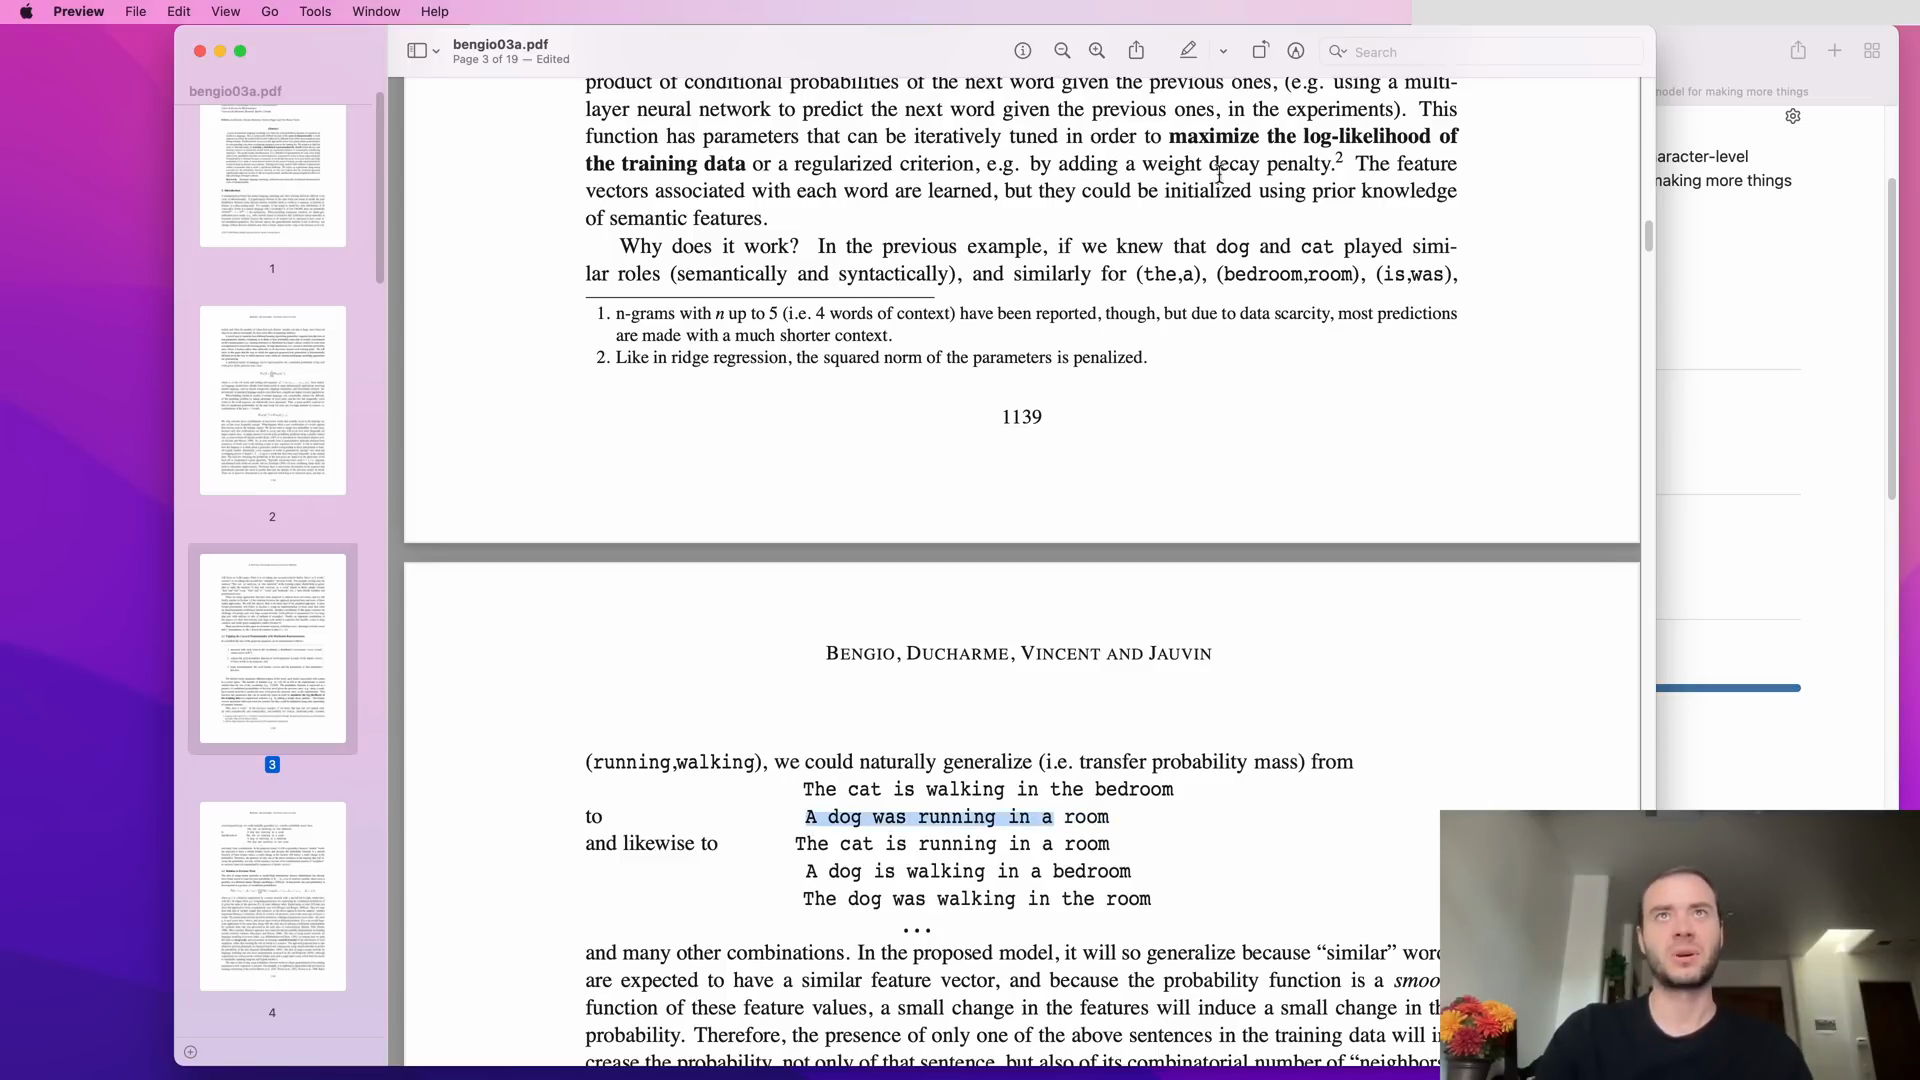 Preview File Edit View Go Tools Window Help
bengio03a.pdf
Page 3 of 19 — Edited
Search
bengio03a.pdf
1
2
3
4
product of conditional probabilities of the next word given the previous ones, (e.g. using a multi-
layer neural network to predict the next word given the previous ones, in the experiments). This
function has parameters that can be iteratively tuned in order to maximize the log-likelihood of
the training data or a regularized criterion, e.g. by adding a weight decay penalty.2 The feature
vectors associated with each word are learned, but they could be initialized using prior knowledge
of semantic features.
Why does it work? In the previous example, if we knew that dog and cat played simi-
lar roles (semantically and syntactically), and similarly for (the,a), (bedroom,room), (is,was),
1. n-grams with n up to 5 (i.e. 4 words of context) have been reported, though, but due to data scarcity, most predictions
are made with a much shorter context.
2. Like in ridge regression, the squared norm of the parameters is penalized.
1139
BENGIO, DUCHARME, VINCENT AND JAUVIN
(running,walking), we could naturally generalize (i.e. transfer probability mass) from
The cat is walking in the bedroom
to A dog was running in a room
and likewise to The cat is running in a room
A dog is walking in a bedroom
The dog was walking in the room
...
and many other combinations. In the proposed model, it will so generalize because “similar” word
are expected to have a similar feature vector, and because the probability function is a smoo
function of these feature values, a small change in the features will induce a small change in th
probability. Therefore, the presence of only one of the above sentences in the training data will in
crease the probability, not only of that sentence, but also of its combinatorial number of “neighbors
odel for making more things
aracter-level
making more things